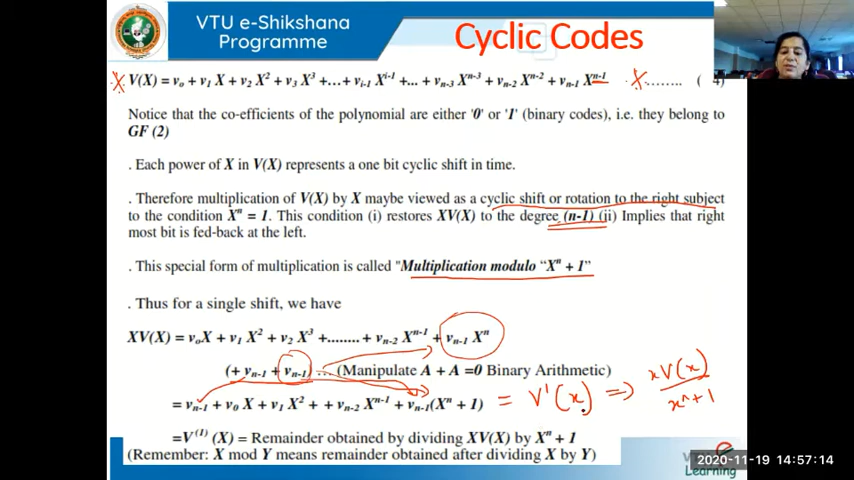 VTU e-Shikshana
Programme
Cyclic Codes
X V(X) = v₀ + v₁ X + v₂ X² + v₃ X³ +…+ vᵢ₋₁ Xⁱ⁻¹ +... + vₙ₋₃ Xⁿ⁻³ + vₙ₋₂ Xⁿ⁻² + vₙ₋₁ Xⁿ⁻¹ X........ ( 4)
Notice that the co-efficients of the polynomial are either '0' or '1' (binary codes), i.e. they belong to
GF (2)
. Each power of X in V(X) represents a one bit cyclic shift in time.
. Therefore multiplication of V(X) by X maybe viewed as a cyclic shift or rotation to the right subject
to the condition Xⁿ = 1. This condition (i) restores XV(X) to the degree (n-1) (ii) Implies that right
most bit is fed-back at the left.
. This special form of multiplication is called "Multiplication modulo "Xⁿ + 1"
. Thus for a single shift, we have
XV(X) = v₀X + v₁ X² + v₂ X³ +........ + vₙ₋₂ Xⁿ⁻¹ + vₙ₋₁ Xⁿ
(+ vₙ₋₁ + vₙ₋₁) … (Manipulate A + A =0 Binary Arithmetic)
= vₙ₋₁ + v₀ X + v₁ X² + + vₙ₋₂ Xⁿ⁻¹ + vₙ₋₁(Xⁿ + 1) = V'(x) ⇒ xV(x)
xⁿ+1
=V⁽¹⁾ (X) = Remainder obtained by dividing XV(X) by Xⁿ + 1
(Remember: X mod Y means remainder obtained after dividing X by Y)
2020-11-19 14:57:14
Learning